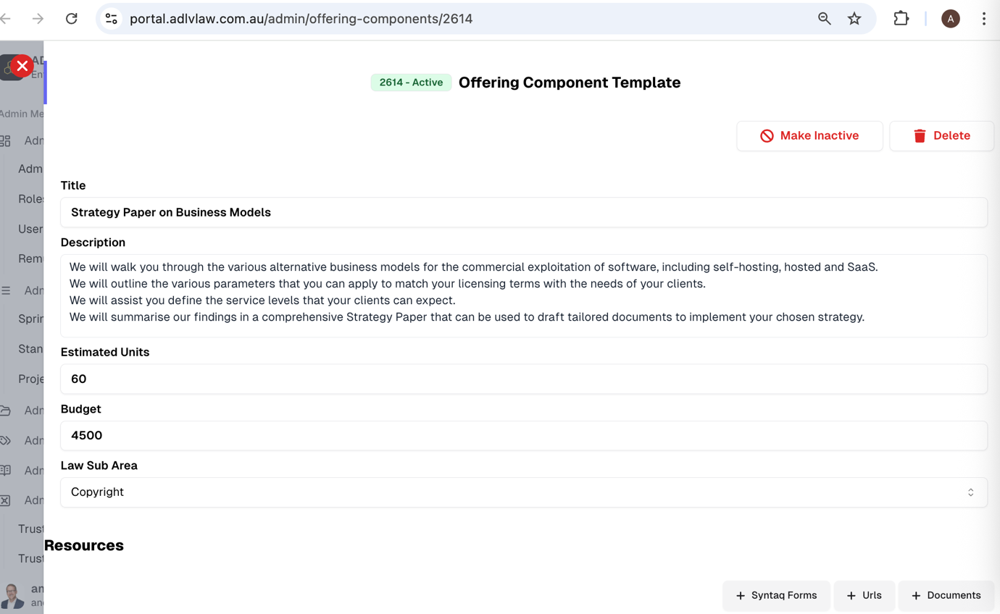 portal.adlvlaw.com.au/admin/offering-components/2614
A
AD
Ent
Admin Me
Adm
Adm
Roles
User
Rem
Adm
Sprin
Stan
Proje
Adm
Adm
Adm
Adm
Trust
Trust
an
and
2614 - Active
Offering Component Template
Make Inactive
Delete
Title
Strategy Paper on Business Models
Description
We will walk you through the various alternative business models for the commercial exploitation of software, including self-hosting, hosted and SaaS.
We will outline the various parameters that you can apply to match your licensing terms with the needs of your clients.
We will assist you define the service levels that your clients can expect.
We will summarise our findings in a comprehensive Strategy Paper that can be used to draft tailored documents to implement your chosen strategy.
Estimated Units
60
Budget
4500
Law Sub Area
Copyright
Resources
+ Syntaq Forms
+ Urls
+ Documents